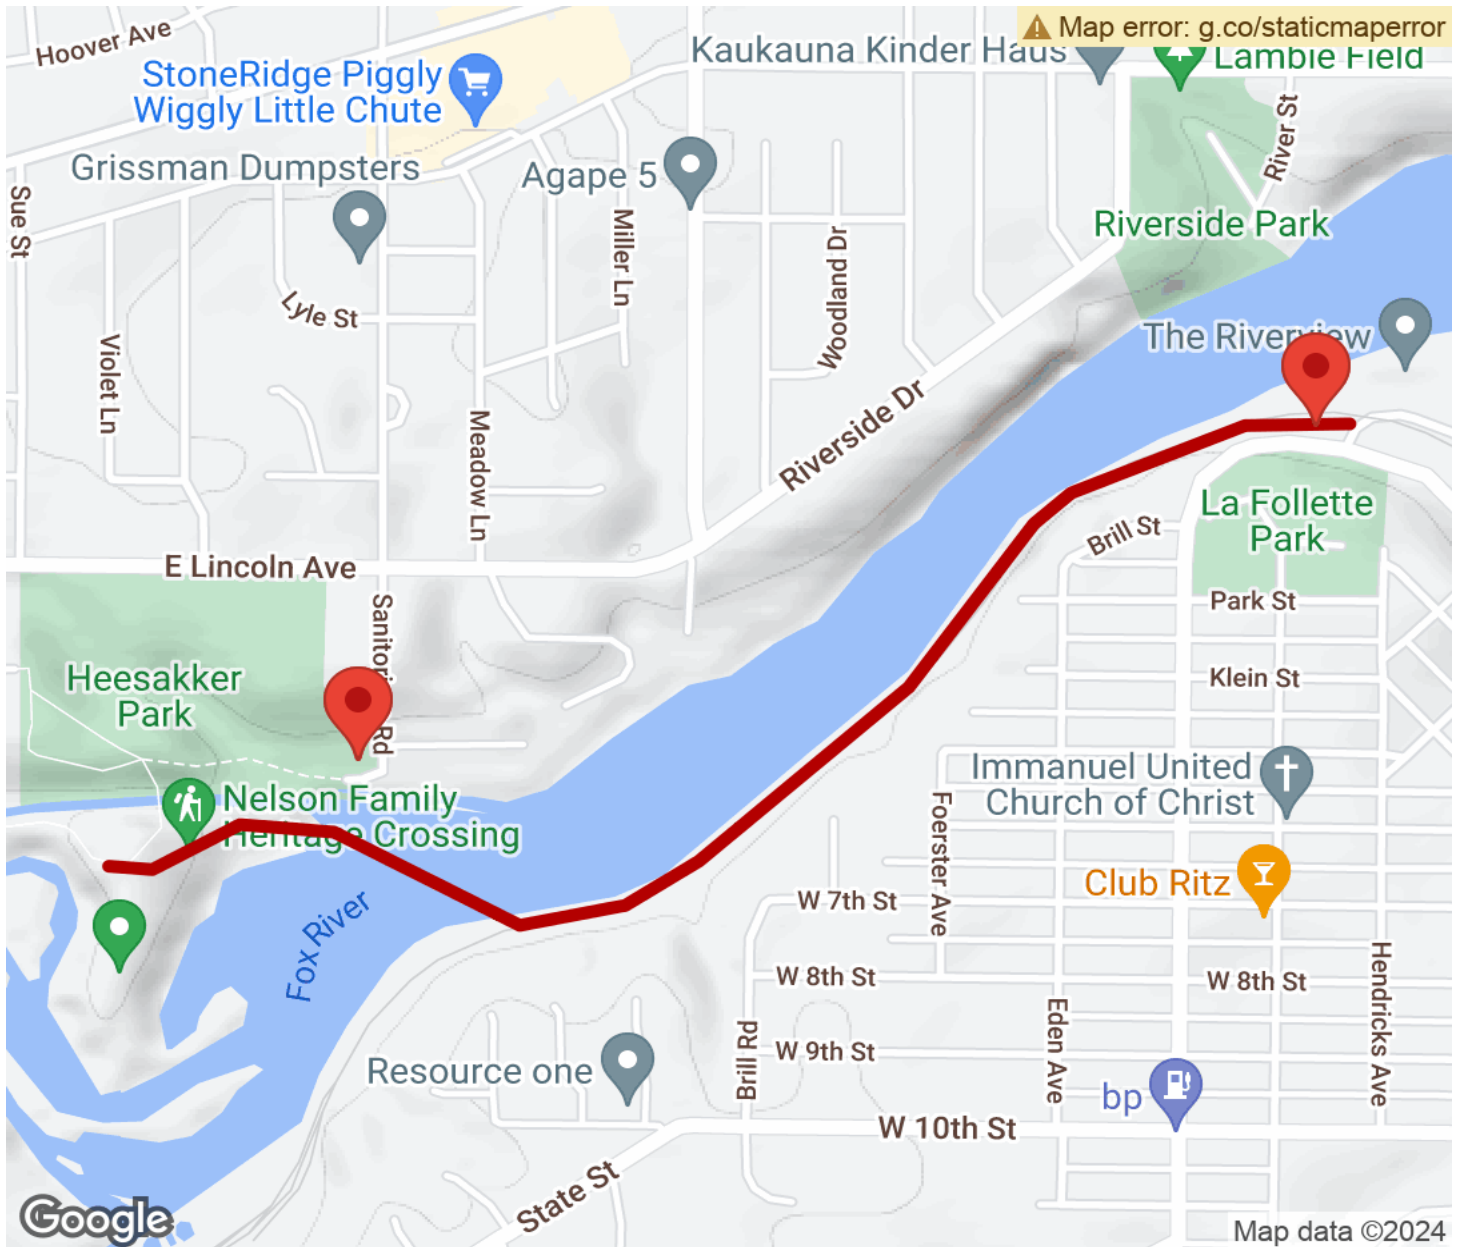 Map error: g.co/staticmaperror
Hoover Ave
Kaukauna Kinder Haus
Lambie Field
StoneRidge Piggly
Wiggly Little Chute
River St
Grissman Dumpsters
Agape 5
Sue St
Miller Ln
Woodland Dr
Riverside Park
Lyle St
Violet Ln
The Riverview
Meadow Ln
Riverside Dr
La Follette
Park
Brill St
E Lincoln Ave
Park St
Heesakker
Park
Klein St
Nelson Family
Heritage Crossing
Immanuel United
Church of Christ
Foerster Ave
Club Ritz
W 7th St
Fox River
W 8th St
W 8th St
Hendricks Ave
Eden Ave
Brill Rd
W 9th St
Resource one
bp
W 10th St
State St
Google
Map data ©2024